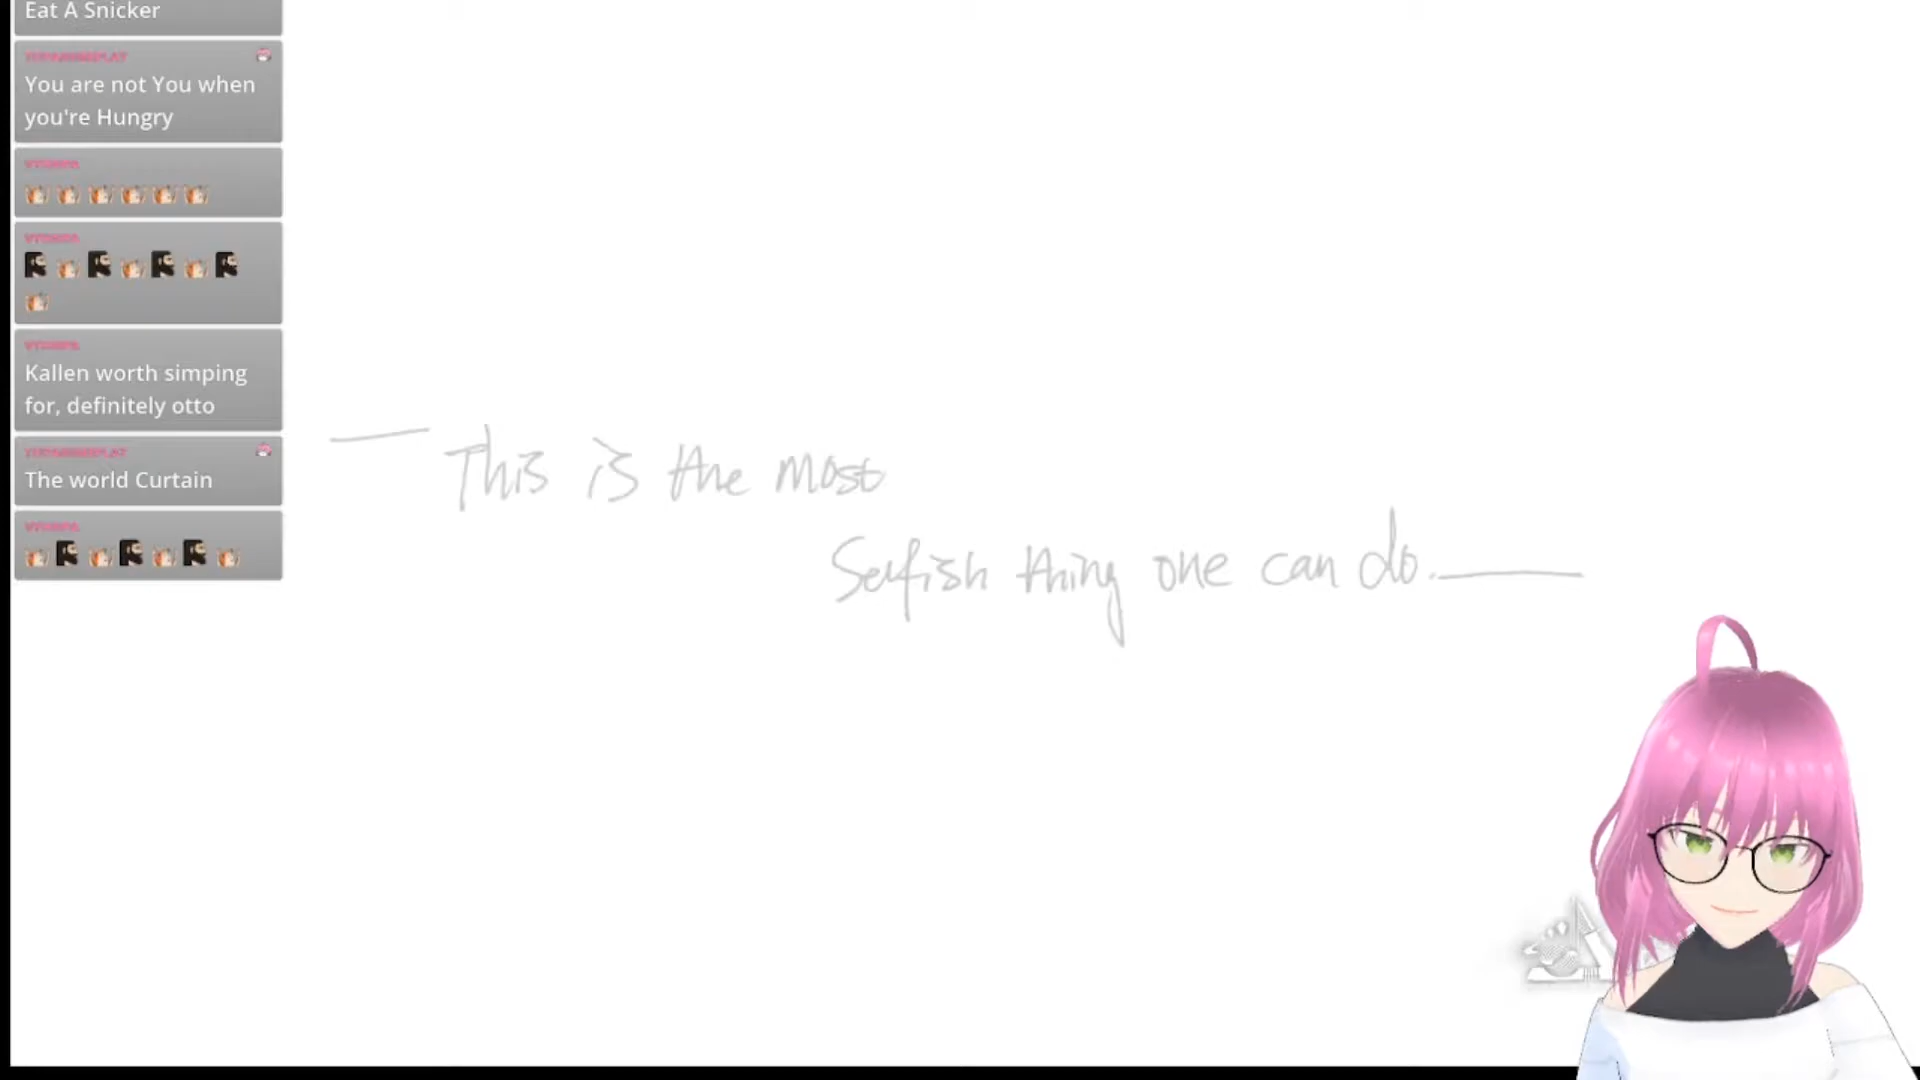 Eat A Snicker
You are not You when
you're Hungry
Kallen worth simping
for, definitely otto
The world Curtain
This is the most
Selfish thing one can do.